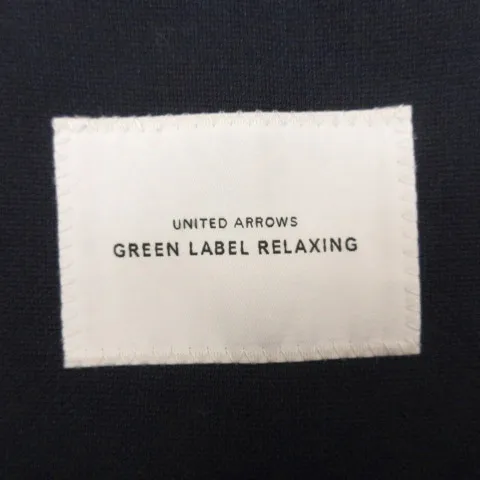 UNITED ARROWS
GREEN LABEL RELAXING